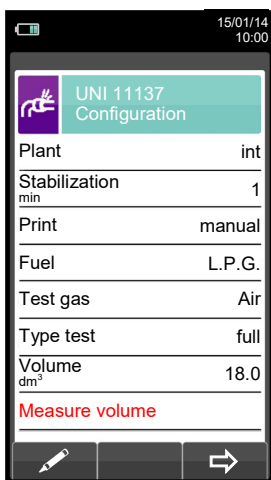 15/01/14
10:00
UNI 11137
Configuration
Plant int
Stabilization
min 1
Print manual
Fuel L.P.G.
Test gas Air
Type test full
Volume
dm³ 18.0
Measure volume